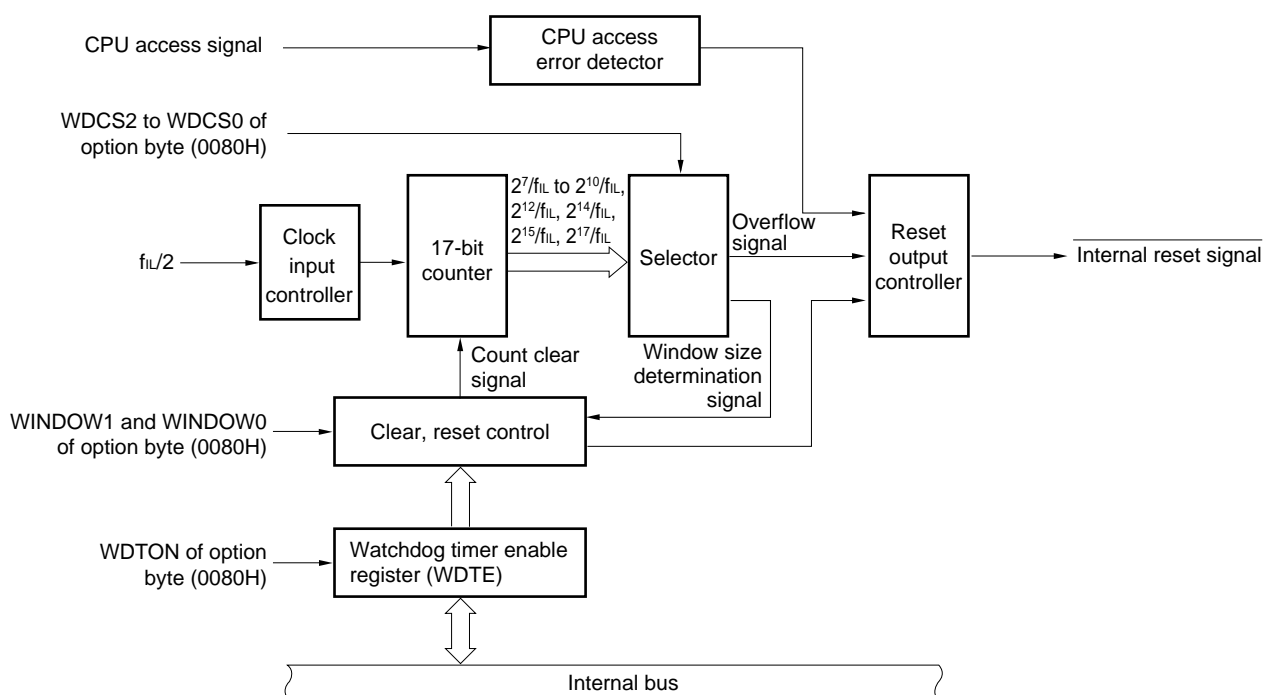 CPU access signal
CPU access
error detector
WDCS2 to WDCS0 of
option byte (0080H)
2⁷/fIL to 2¹⁰/fIL,
2¹²/fIL, 2¹⁴/fIL,
2¹⁵/fIL, 2¹⁷/fIL
fIL/2
Clock
input
controller
17-bit
counter
Selector
Overflow
signal
Reset
output
controller
Internal reset signal
Count clear
signal
Window size
determination
signal
WINDOW1 and WINDOW0
of option byte (0080H)
Clear, reset control
WDTON of option
byte (0080H)
Watchdog timer enable
register (WDTE)
Internal bus